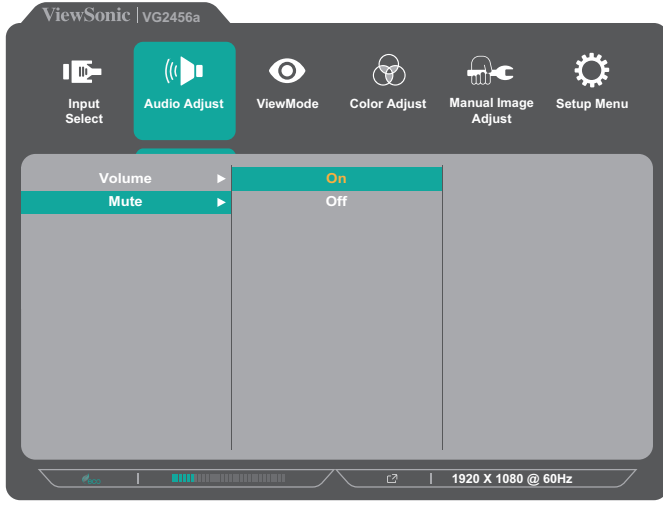 ViewSonic | VG2456a
Input Select
Audio Adjust
ViewMode
Color Adjust
Manual Image Adjust
Setup Menu
Volume
On
Mute
Off
eco
1920 X 1080 @ 60Hz